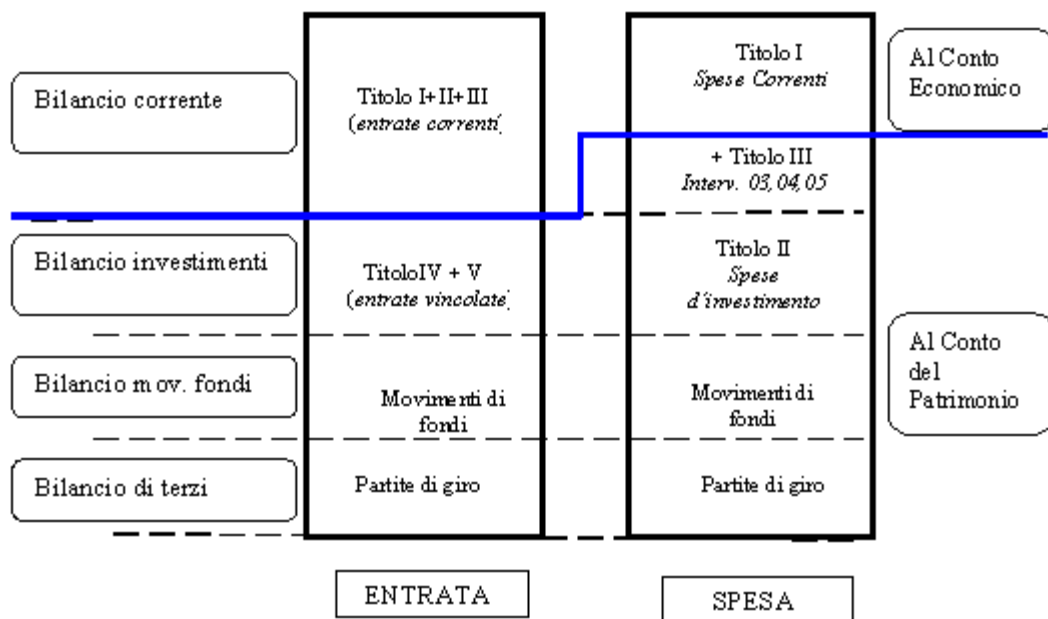 Bilancio corrente
Titolo I+II+III
(entrate correnti)
Titolo I
Spese Correnti
+ Titolo III
Interv. 03,04,05
Al Conto
Economico
Bilancio investimenti
TitoloIV + V
(entrate vincolate)
Titolo II
Spese
d'investimento
Bilancio mov. fondi
Movimenti di
fondi
Movimenti di
fondi
Al Conto
del
Patrimonio
Bilancio di terzi
Partite di giro
Partite di giro
ENTRATA
SPESA